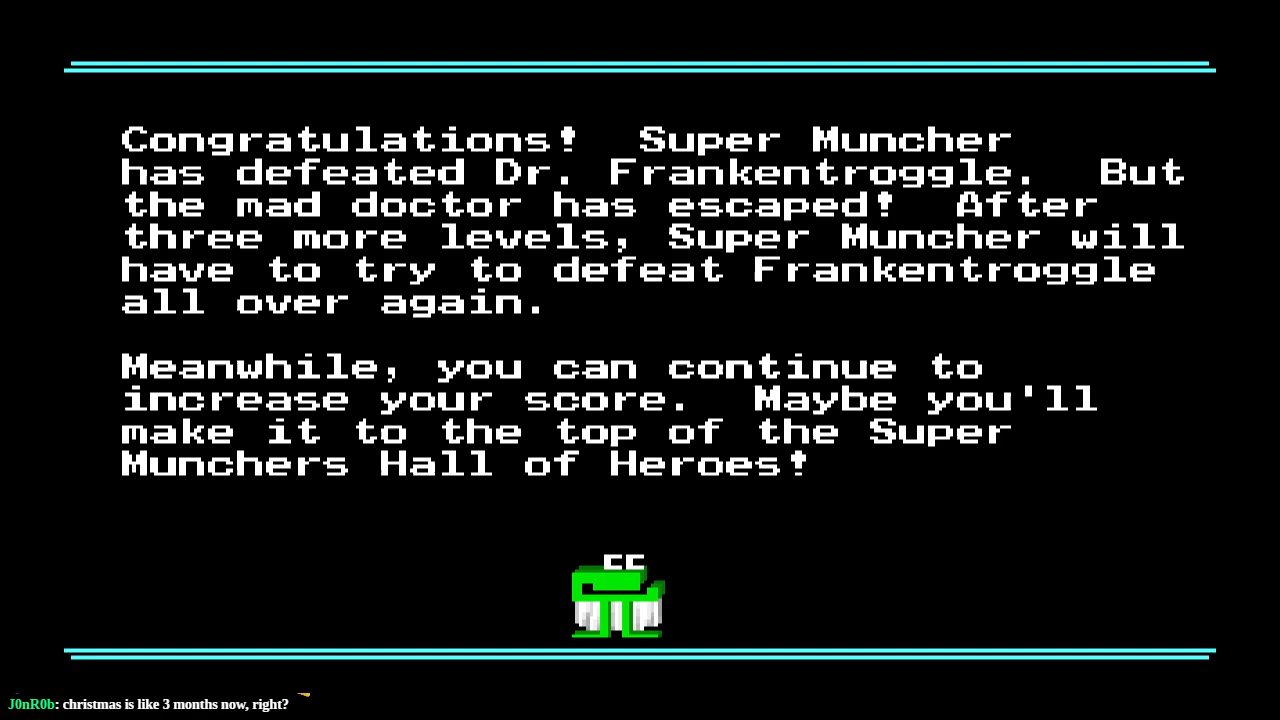 Congratulations! Super Muncher
has defeated Dr. Frankentroggle. But
the mad doctor has escaped! After
three more levels, Super Muncher will
have to try to defeat Frankentroggle
all over again.
Meanwhile, you can continue to
increase your score. Maybe you'll
make it to the top of the Super
Munchers Hall of Heroes!
J0nR0b: christmas is like 3 months now, right?